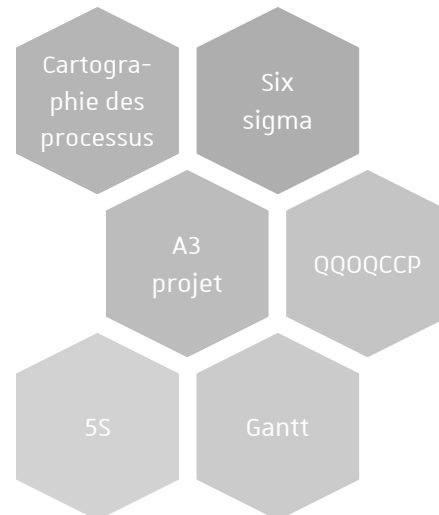 Cartogra-
phie des
processus
Six
sigma
A3
projet
QQOQCCP
5S
Gantt